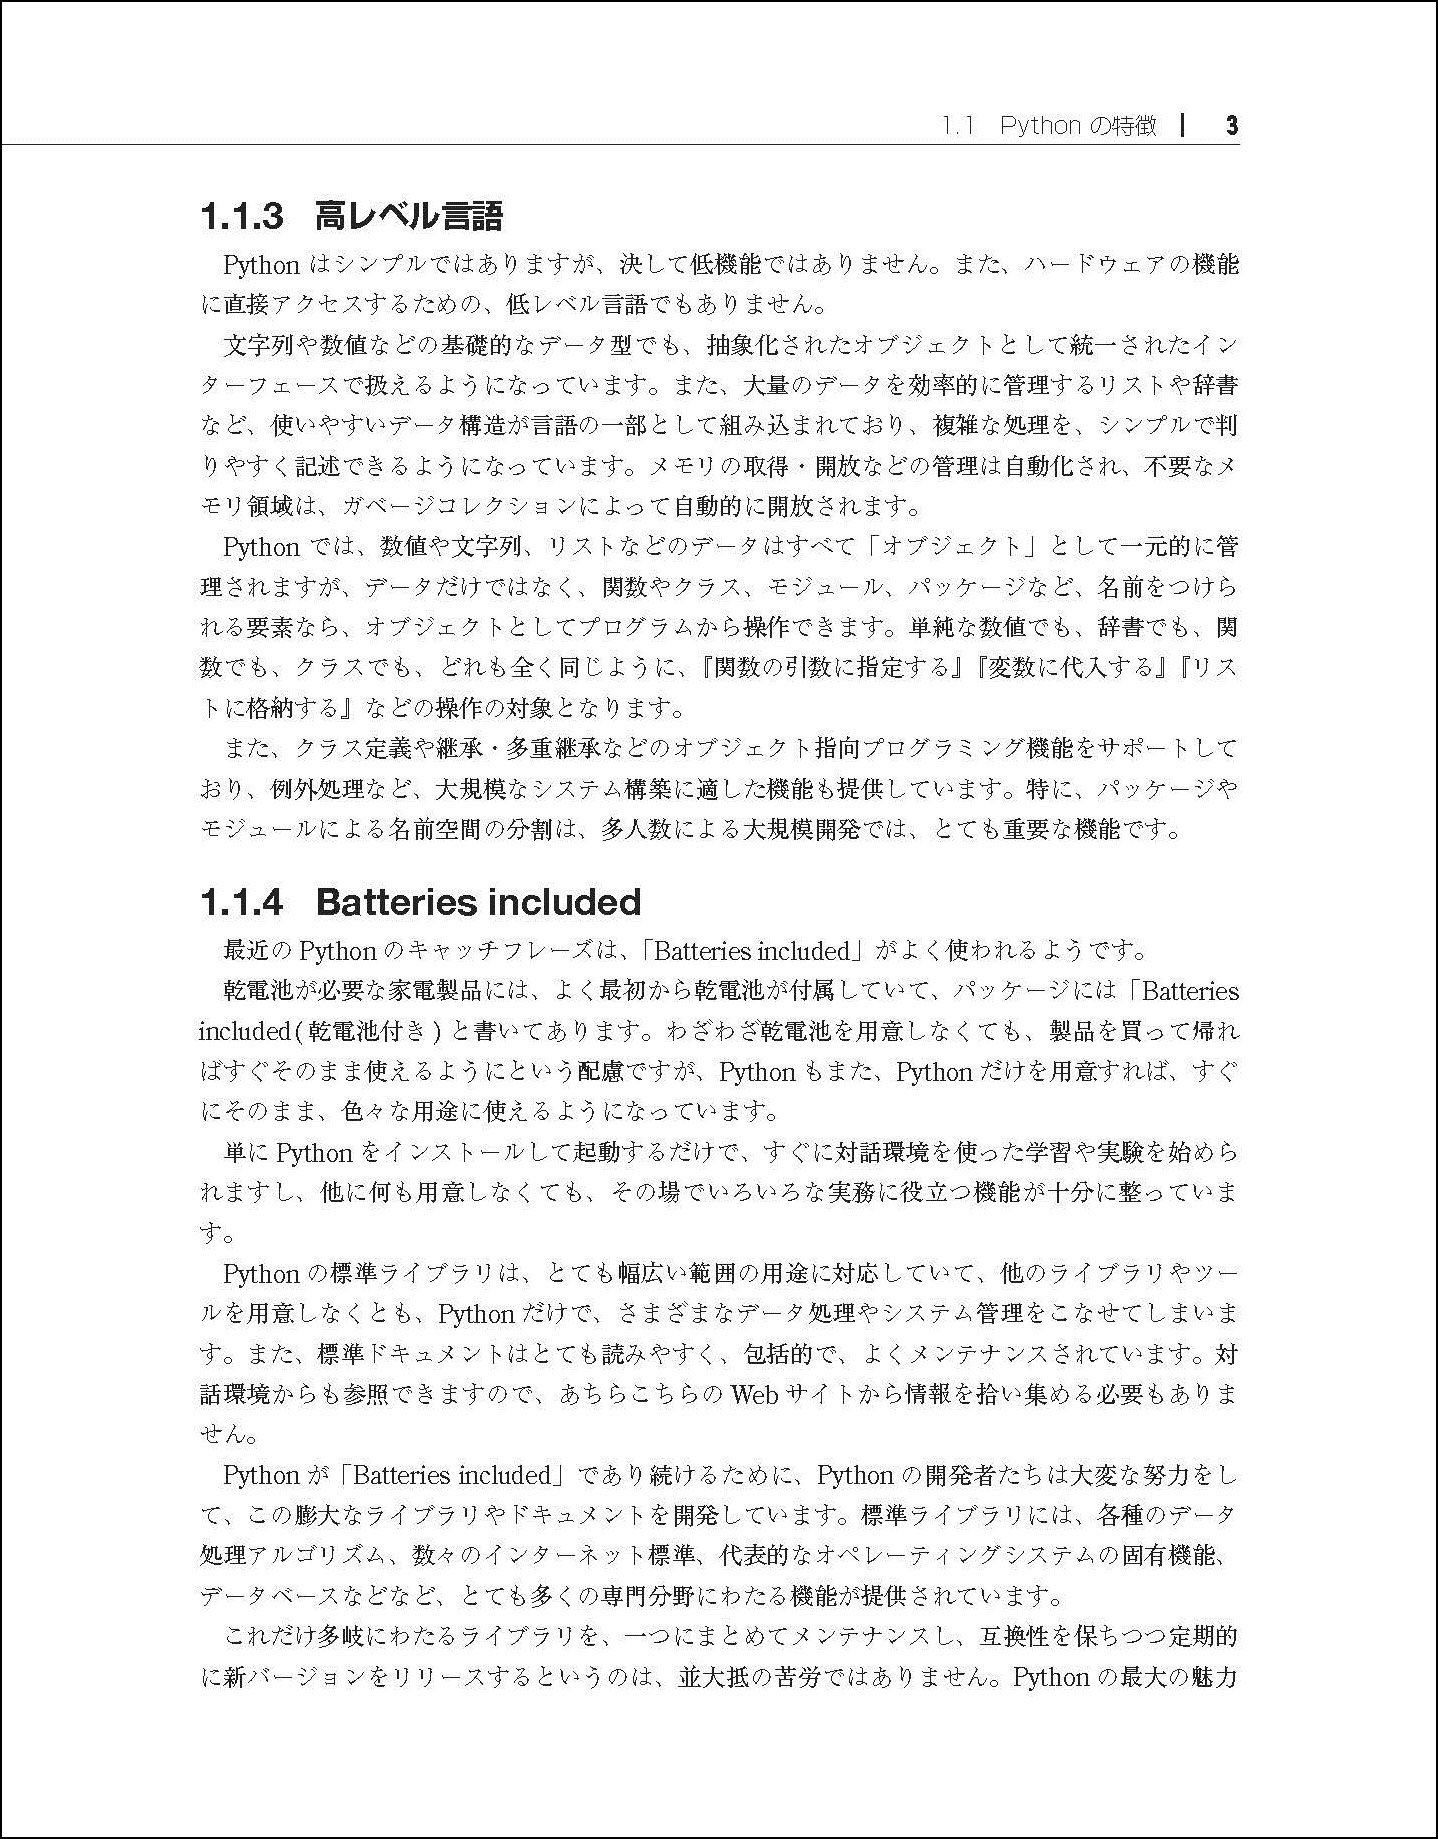 1.1 Python の特徴 3
1.1.3 高レベル言語
Python はシンプルではありますが、決して低機能ではありません。また、ハードウェアの機能
に直接アクセスするための、低レベル言語でもありません。
文字列や数値などの基礎的なデータ型でも、抽象化されたオブジェクトとして統一されたイン
ターフェースで扱えるようになっています。また、大量のデータを効率的に管理するリストや辞書
など、使いやすいデータ構造が言語の一部として組み込まれており、複雑な処理を、シンプルで判
りやすく記述できるようになっています。メモリの取得・開放などの管理は自動化され、不要なメ
モリ領域は、ガベージコレクションによって自動的に開放されます。
Python では、数値や文字列、リストなどのデータはすべて「オブジェクト」として一元的に管
理されますが、データだけではなく、関数やクラス、モジュール、パッケージなど、名前をつけら
れる要素なら、オブジェクトとしてプログラムから操作できます。単純な数値でも、辞書でも、関
数でも、クラスでも、どれも全く同じように、『関数の引数に指定する』『変数に代入する』『リス
トに格納する』などの操作の対象となります。
また、クラス定義や継承・多重継承などのオブジェクト指向プログラミング機能をサポートして
おり、例外処理など、大規模なシステム構築に適した機能も提供しています。特に、パッケージや
モジュールによる名前空間の分割は、多人数による大規模開発では、とても重要な機能です。
1.1.4 Batteries included
最近の Python のキャッチフレーズは、「Batteries included」がよく使われるようです。
乾電池が必要な家電製品には、よく最初から乾電池が付属していて、パッケージには「Batteries
included(乾電池付き) と書いてあります。わざわざ乾電池を用意しなくても、製品を買って帰れ
ばすぐそのまま使えるようにという配慮ですが、Python もまた、Python だけを用意すれば、すぐ
にそのまま、色々な用途に使えるようになっています。
単に Python をインストールして起動するだけで、すぐに対話環境を使った学習や実験を始めら
れますし、他に何も用意しなくても、その場でいろいろな実務に役立つ機能が十分に整っていま
す。
Python の標準ライブラリは、とても幅広い範囲の用途に対応していて、他のライブラリやツー
ルを用意しなくとも、Python だけで、さまざまなデータ処理やシステム管理をこなせてしまいま
す。また、標準ドキュメントはとても読みやすく、包括的で、よくメンテナンスされています。対
話環境からも参照できますので、あちらこちらの Web サイトから情報を拾い集める必要もありま
せん。
Python が「Batteries included」であり続けるために、Python の開発者たちは大変な努力をし
て、この膨大なライブラリやドキュメントを開発しています。標準ライブラリには、各種のデータ
処理アルゴリズム、数々のインターネット標準、代表的なオペレーティングシステムの固有機能、
データベースなどなど、とても多くの専門分野にわたる機能が提供されています。
これだけ多岐にわたるライブラリを、一つにまとめてメンテナンスし、互換性を保ちつつ定期的
に新バージョンをリリースするというのは、並大抵の苦労ではありません。Python の最大の魅力